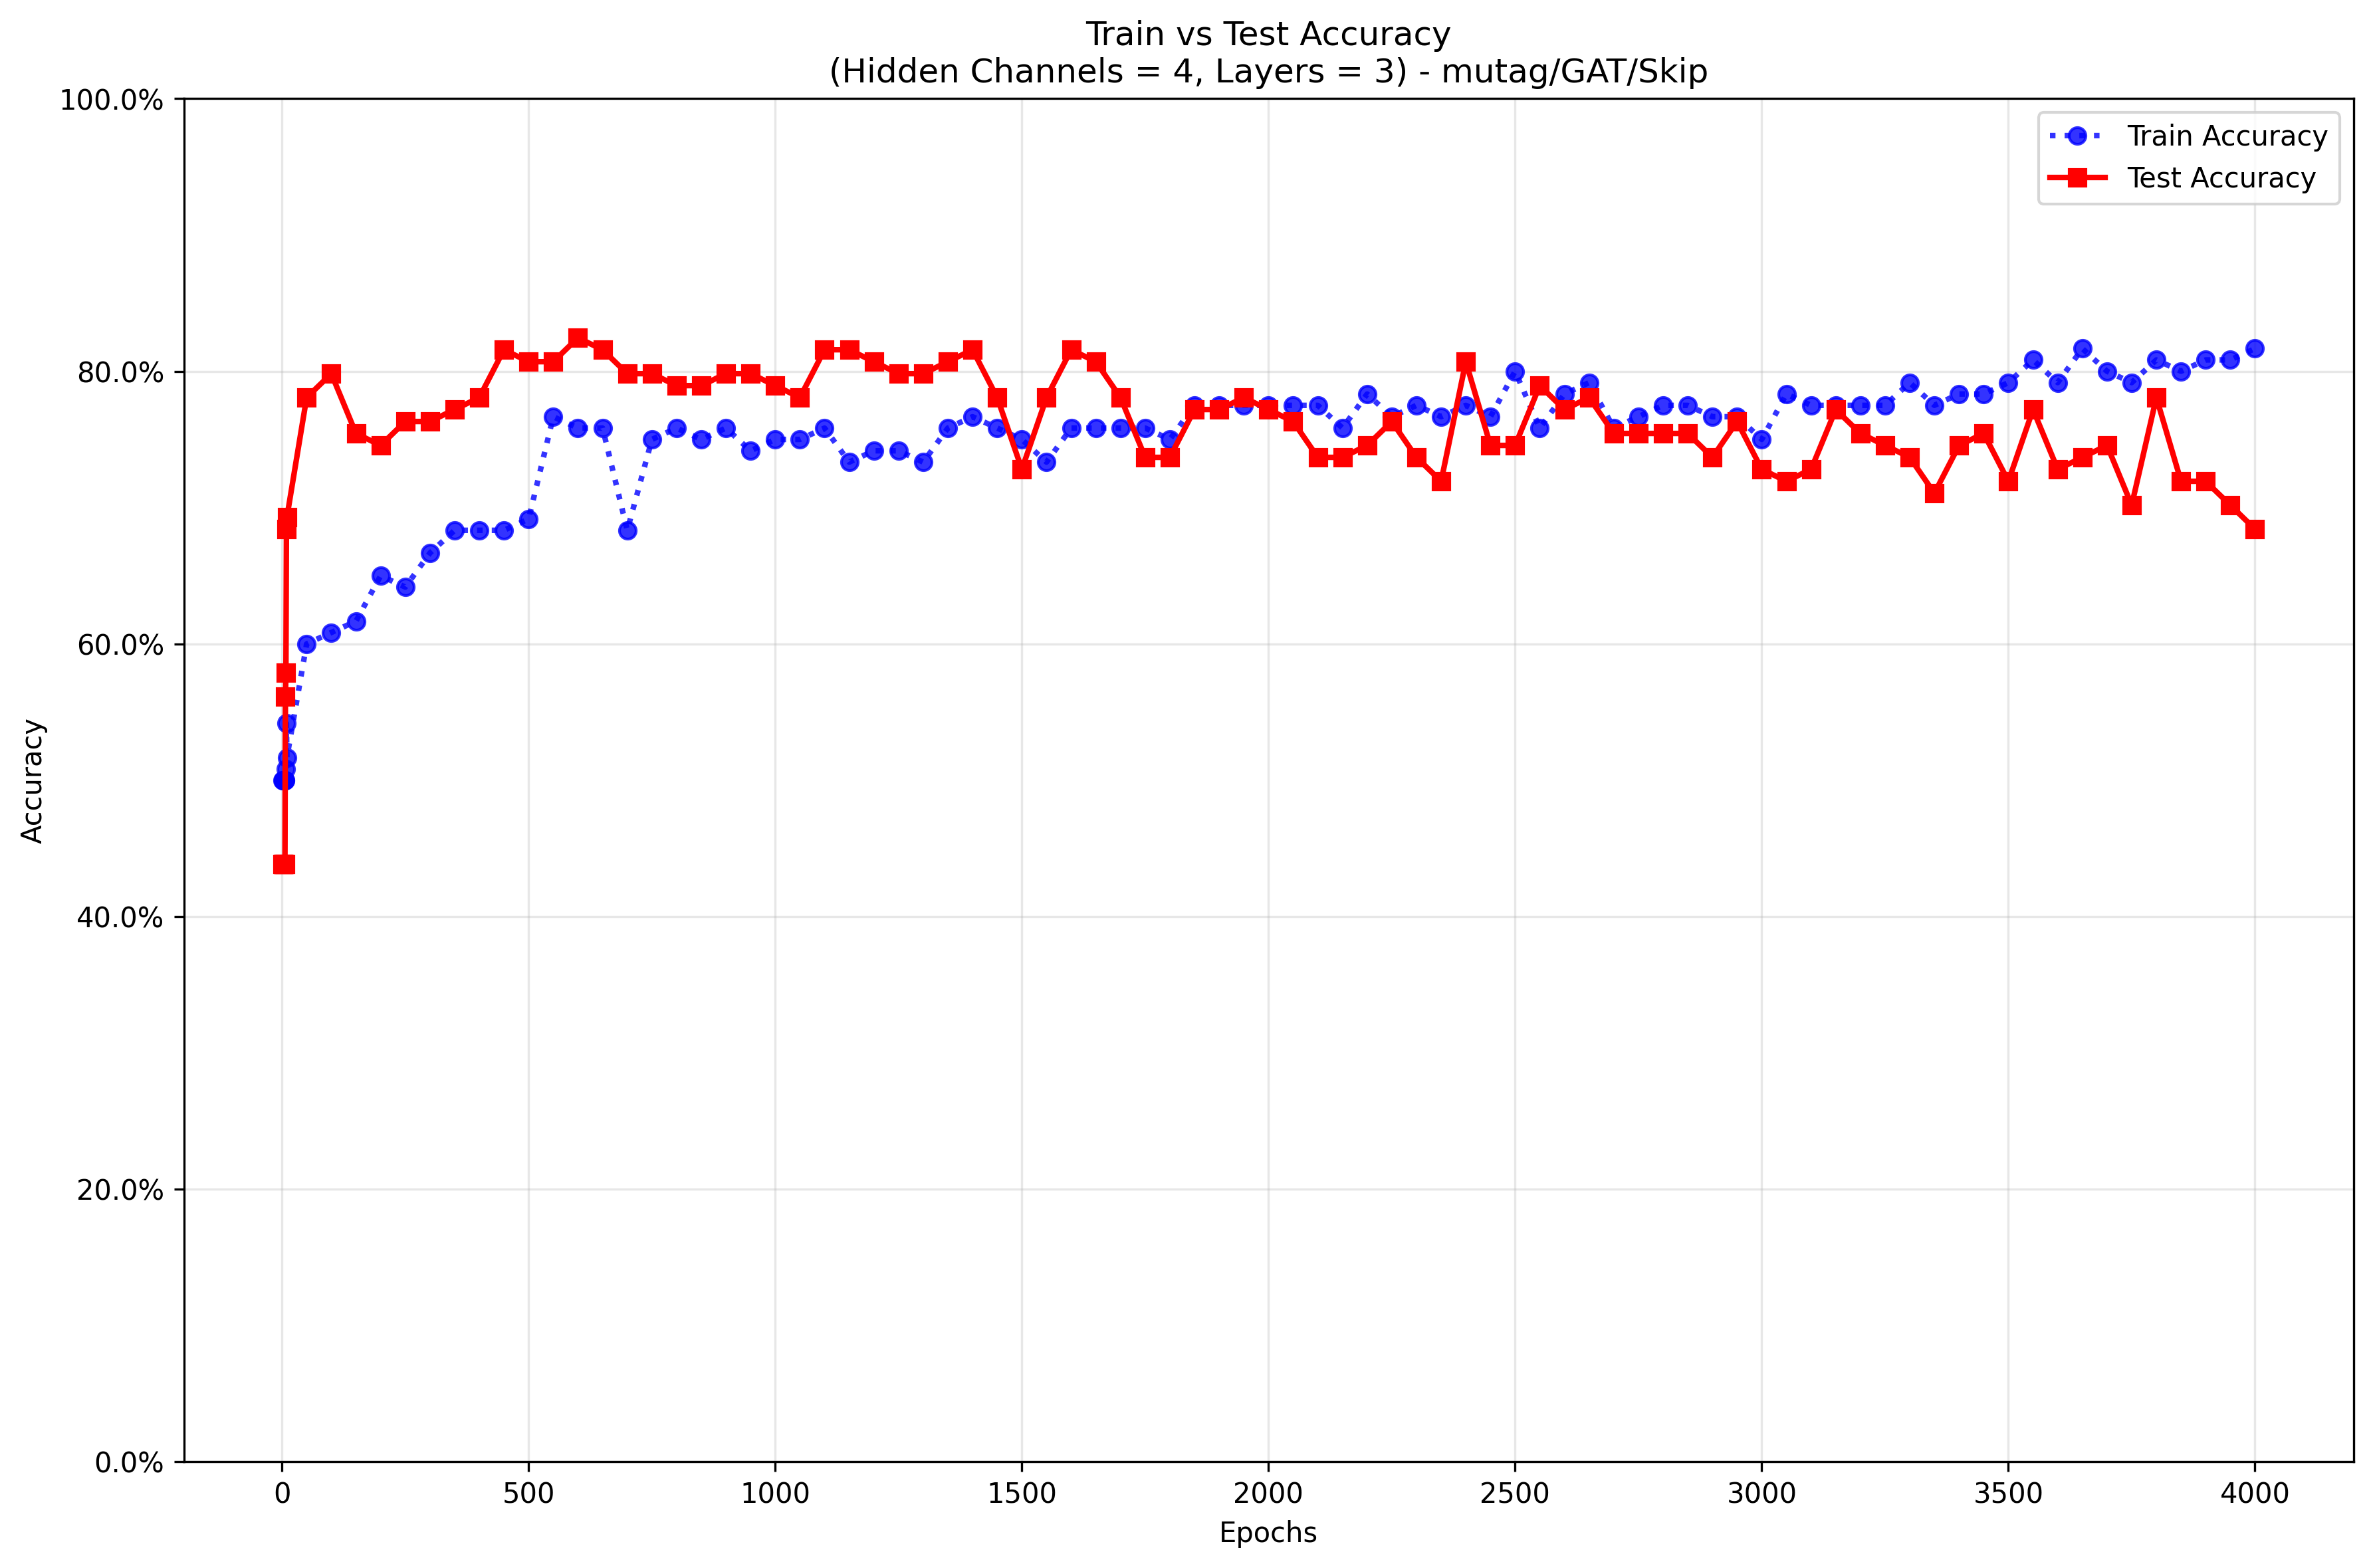 Train vs Test Accuracy
(Hidden Channels = 4, Layers = 3) - mutag/GAT/Skip
100.0%
80.0%
60.0%
40.0%
20.0%
0.0%
Accuracy
Train Accuracy
Test Accuracy
0
500
1000
1500
2000
2500
3000
3500
4000
Epochs